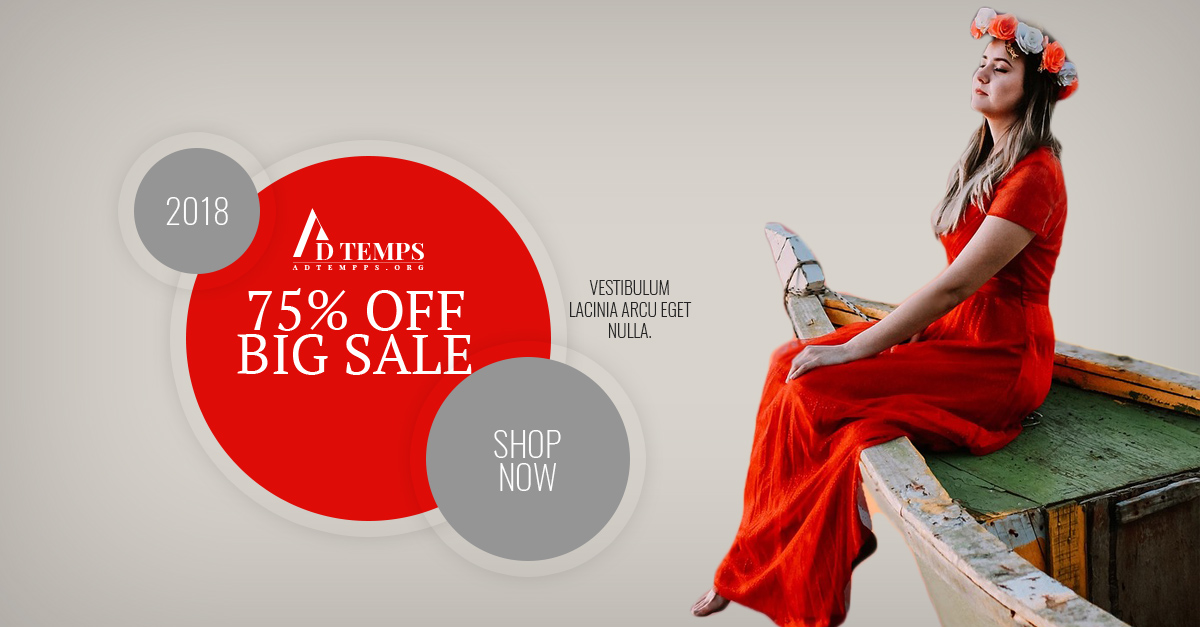 2018
AD TEMPS
ADTEMPPS.ORG
75% OFF
BIG SALE
VESTIBULUM
LACINIA ARCU EGET
NULLA.
SHOP
NOW